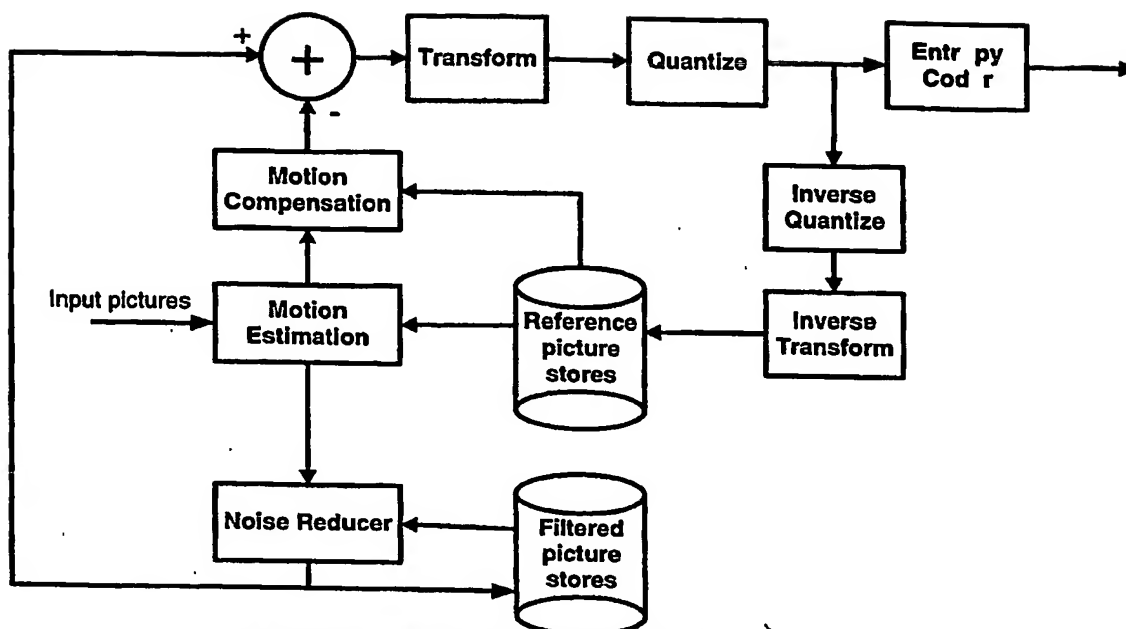 +
+
Transform
Quantize
Entr py
Cod r
-
Motion
Compensation
Inverse
Quantize
Input pictures
Motion
Estimation
Reference
picture
stores
Inverse
Transform
Noise Reducer
Filtered
picture
stores